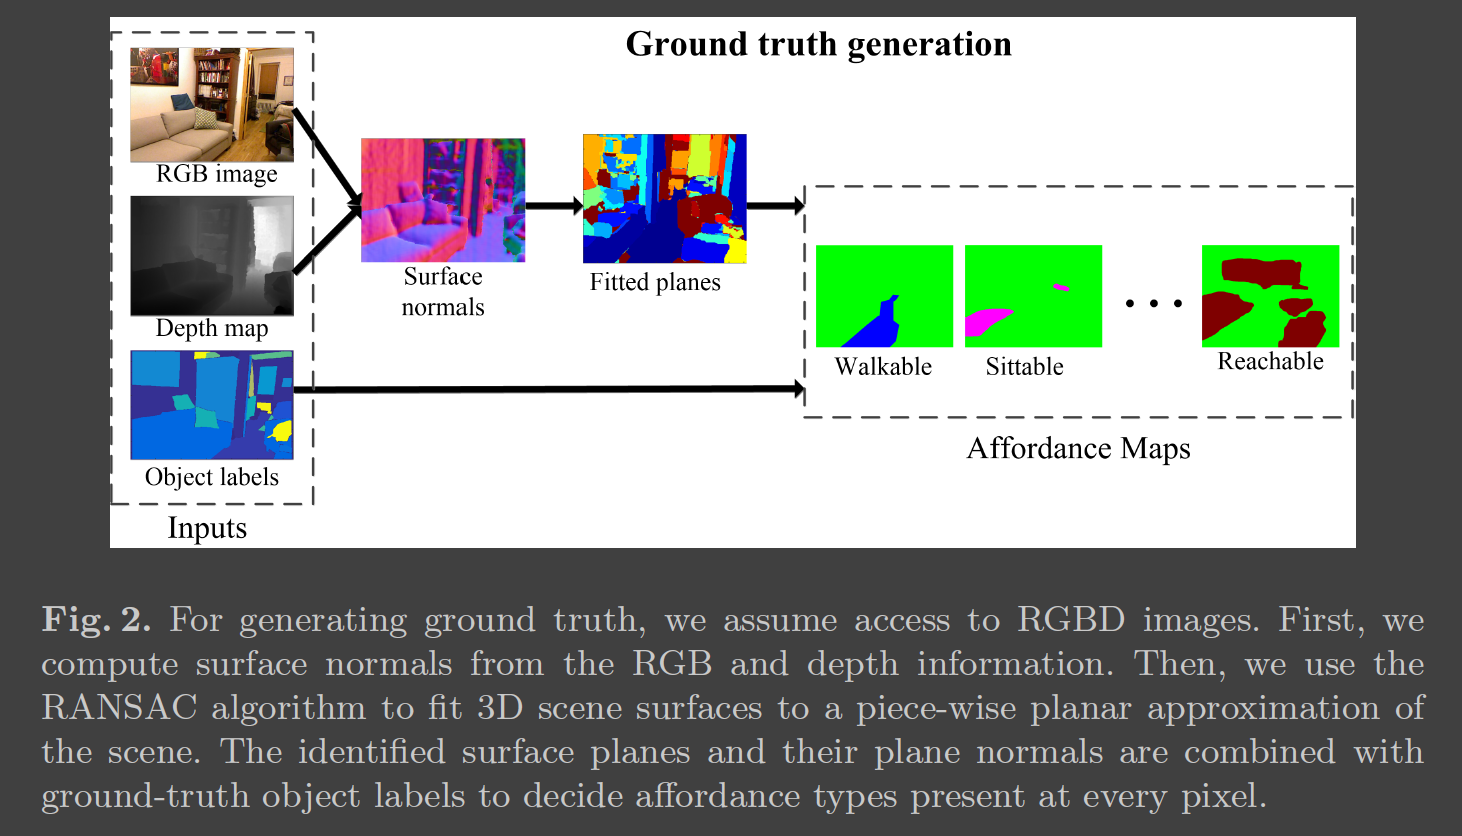 Ground truth generation
RGB image
Depth map
Object labels
Inputs
Surface
normals
Fitted planes
Walkable
Sittable
. . .
Reachable
Affordance Maps
Fig. 2. For generating ground truth, we assume access to RGBD images. First, we
compute surface normals from the RGB and depth information. Then, we use the
RANSAC algorithm to fit 3D scene surfaces to a piece-wise planar approximation of
the scene. The identified surface planes and their plane normals are combined with
ground-truth object labels to decide affordance types present at every pixel.